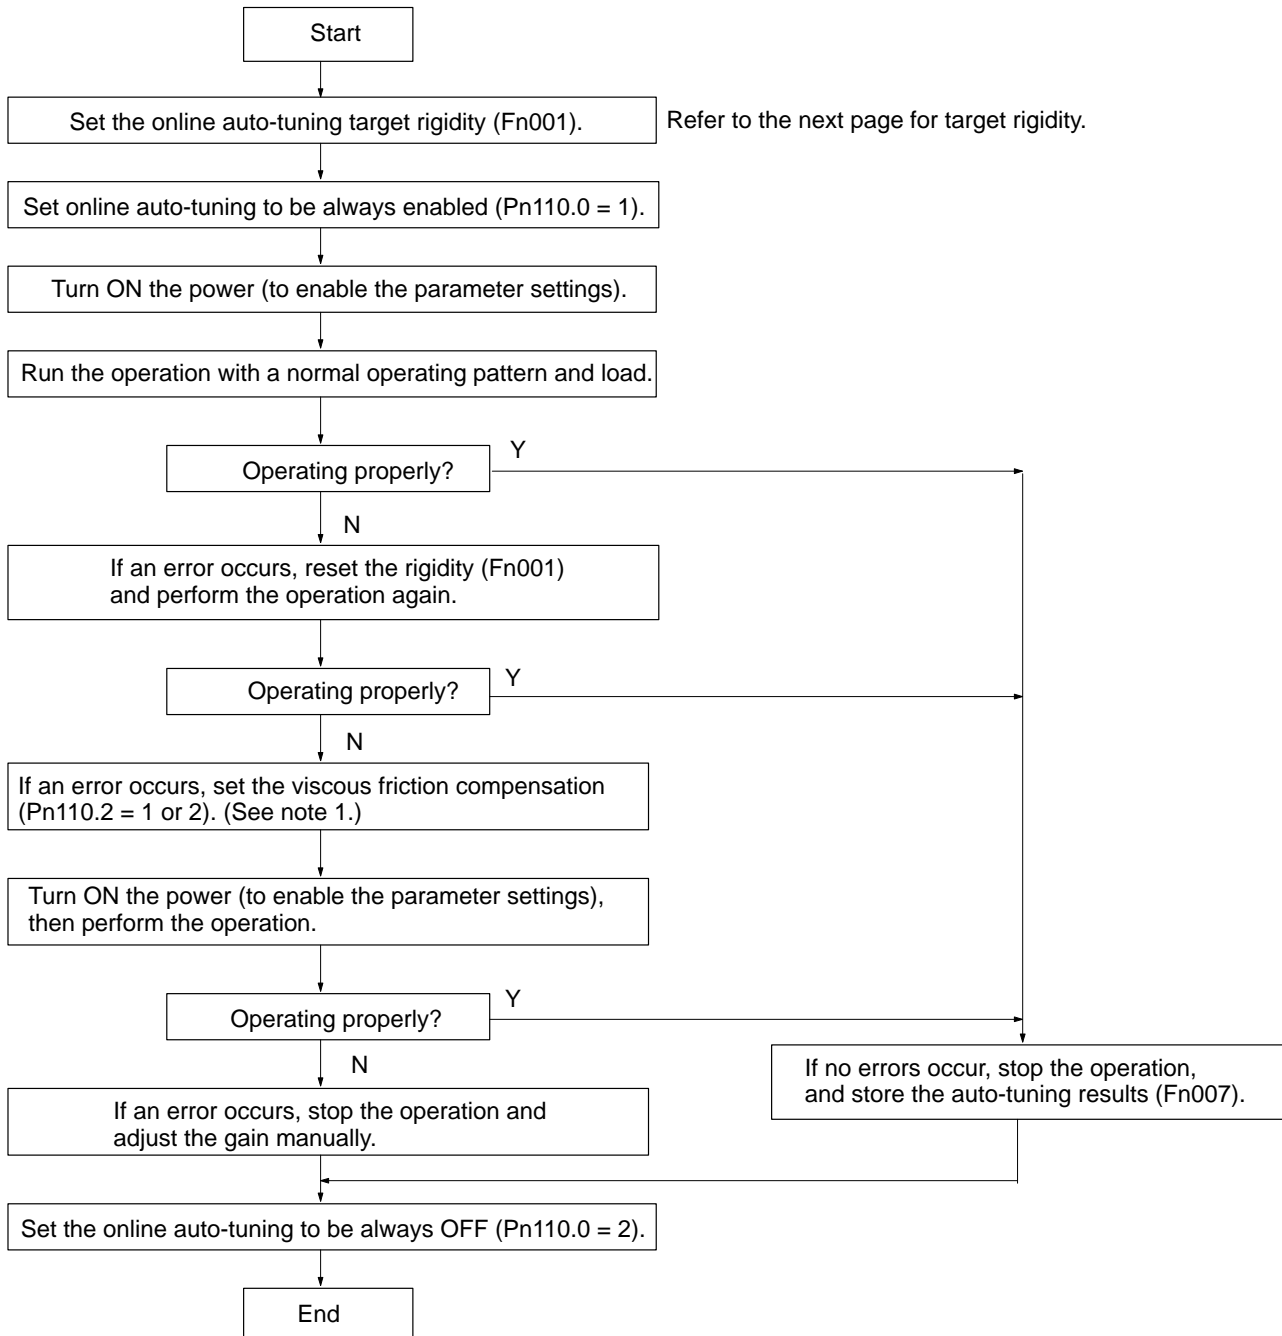 Start
Set the online auto-tuning target rigidity (Fn001).
Refer to the next page for target rigidity.
Set online auto-tuning to be always enabled (Pn110.0 = 1).
Turn ON the power (to enable the parameter settings).
Run the operation with a normal operating pattern and load.
Operating properly?
Y
N
If an error occurs, reset the rigidity (Fn001)
and perform the operation again.
Operating properly?
Y
N
If an error occurs, set the viscous friction compensation
(Pn110.2 = 1 or 2). (See note 1.)
Turn ON the power (to enable the parameter settings),
then perform the operation.
Operating properly?
Y
N
If no errors occur, stop the operation,
and store the auto-tuning results (Fn007).
If an error occurs, stop the operation and
adjust the gain manually.
Set the online auto-tuning to be always OFF (Pn110.0 = 2).
End